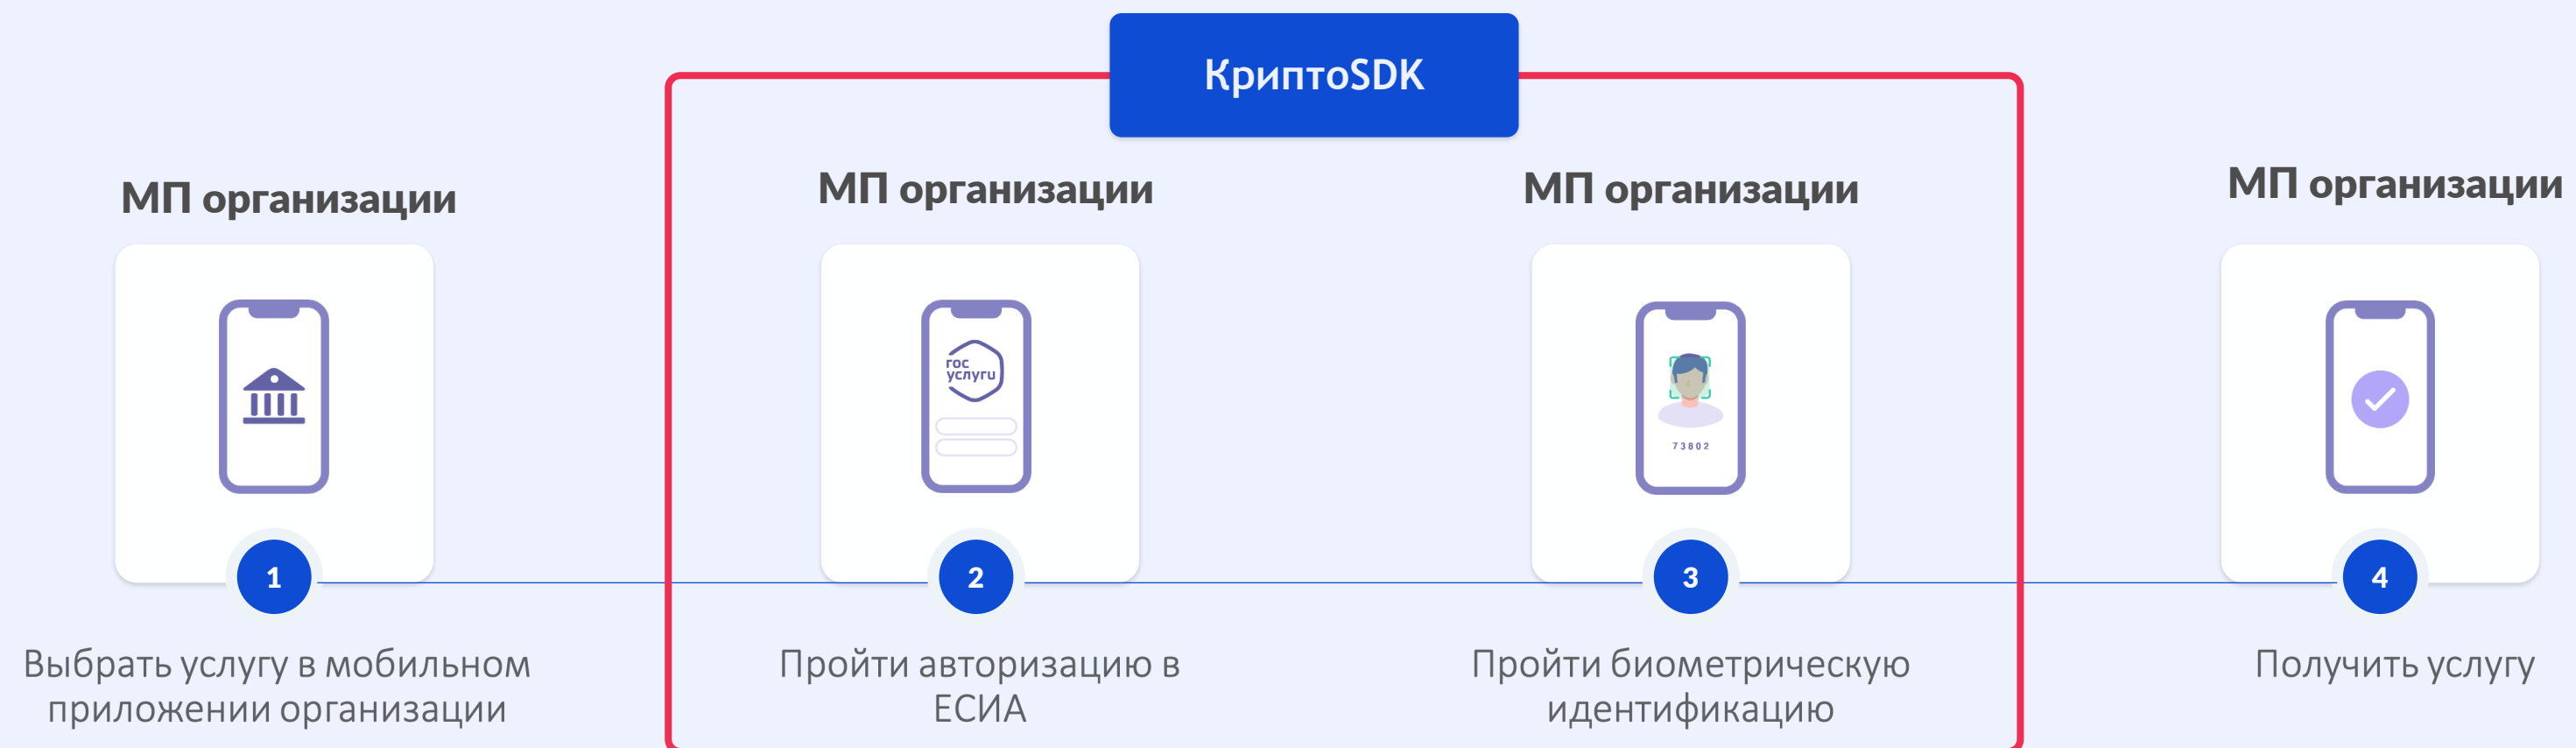 КриптоSDK
МП организации
МП организации
МП организации
МП организации
гос
услуги
73802
1
2
3
4
Выбрать услугу в мобильном
приложении организации
Пройти авторизацию в
ЕСИА
Пройти биометрическую
идентификацию
Получить услугу